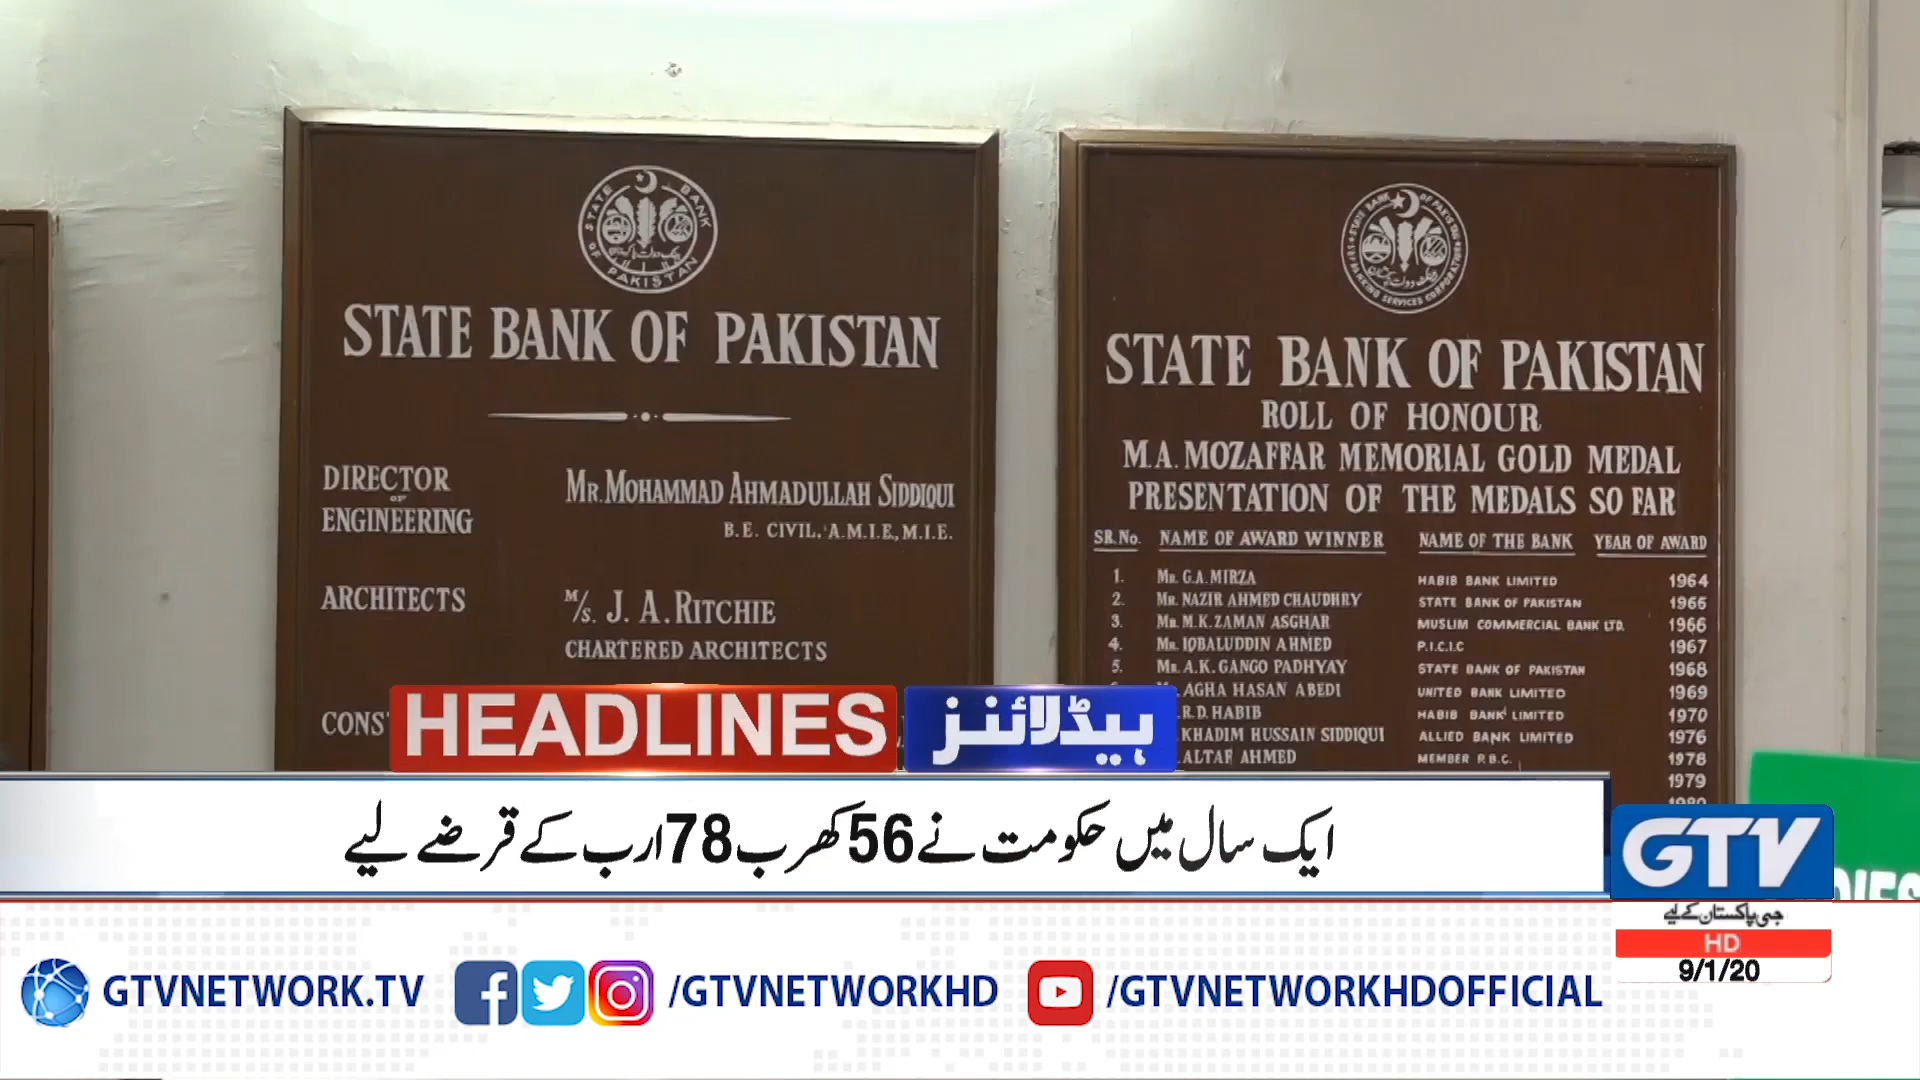 STATE BANK OF PAKISTAN
STATE BANK OF PAKISTAN
DIRECTOR OF ENGINEERING
MR. MOHAMMAD AHMADULLAH SIDDIQUI
B.E. CIVIL, A.M.I.E., M.I.E.
ARCHITECTS
M/S. J. A. RITCHIE
CHARTERED ARCHITECTS
CONS
STATE BANK OF PAKISTAN
ROLL OF HONOUR
M.A. MOZAFFAR MEMORIAL GOLD MEDAL
PRESENTATION OF THE MEDALS SO FAR
SR. No. NAME OF AWARD WINNER NAME OF THE BANK YEAR OF AWARD
1. MR. G.A. MIRZA HABIB BANK LIMITED 1964
2. MR. NAZIR AHMED CHAUDHRY STATE BANK OF PAKISTAN 1966
3. MR. M.K. ZAMAN ASGHAR MUSLIM COMMERCIAL BANK LTD. 1966
4. MR. IQBALUDDIN AHMED P.I.C.I.C 1967
5. MR. A.K. GANGO PADHYAY STATE BANK OF PAKISTAN 1968
AGHA HASAN ABEDI UNITED BANK LIMITED 1969
R.D. HABIB HABIB BANK LIMITED 1970
KHADIM HUSSAIN SIDDIQUI ALLIED BANK LIMITED 1976
ALTAF AHMED MEMBER P.B.C. 1978
1979
1980
HEADLINES ہیڈلائنز
ایک سال میں حکومت نے 56 کھرب 78 ارب کے قرضے لیے
GTV
جی پاکستان کے لیے
HD
9/1/20
GTVNETWORK.TV /GTVNETWORKHD /GTVNETWORKHDOFFICIAL